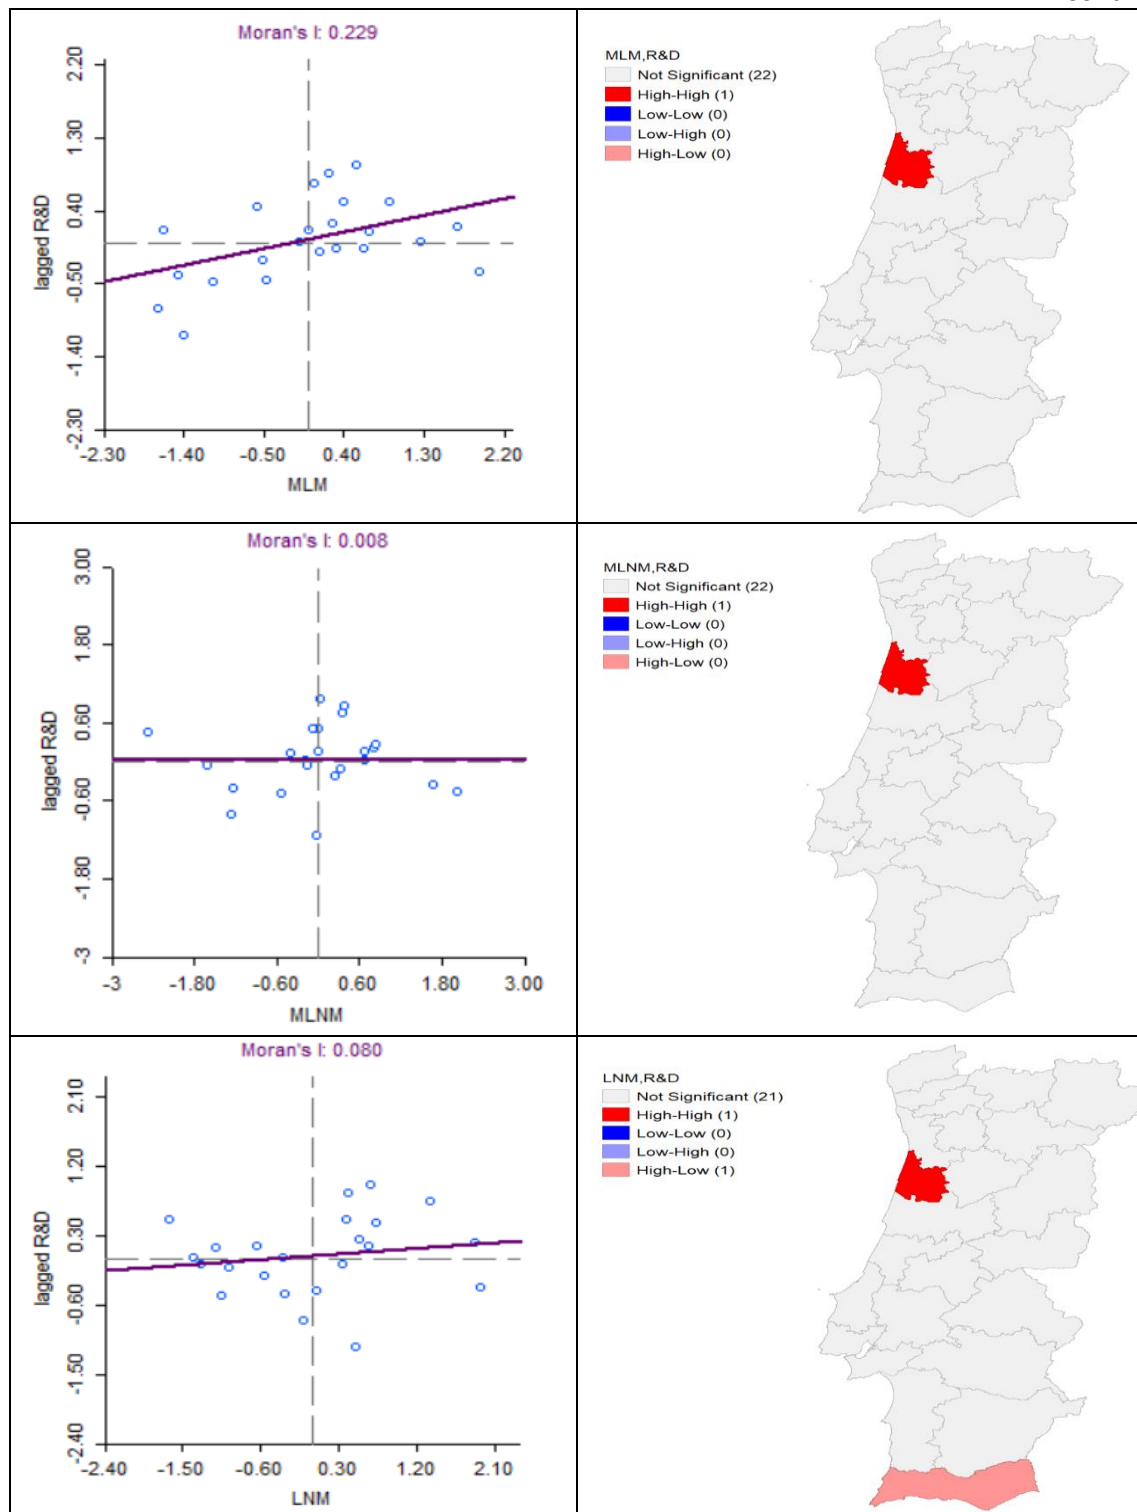 Moran's I: 0.229
2.20
1.30
0.40
-0.50
-1.40
-2.30
lagged R&D
-2.30 -1.40 -0.50 0.40 1.30 2.20
MLM
MLM,R&D
Not Significant (22)
High-High (1)
Low-Low (0)
Low-High (0)
High-Low (0)
Moran's I: 0.008
3.00
1.80
0.60
-0.60
-1.80
-3
lagged R&D
-3 -1.80 -0.60 0.60 1.80 3.00
MLNM
MLNM,R&D
Not Significant (22)
High-High (1)
Low-Low (0)
Low-High (0)
High-Low (0)
Moran's I: 0.080
2.10
1.20
0.30
-0.60
-1.50
-2.40
lagged R&D
-2.40 -1.50 -0.60 0.30 1.20 2.10
LNM
LNM,R&D
Not Significant (21)
High-High (1)
Low-Low (0)
Low-High (0)
High-Low (1)